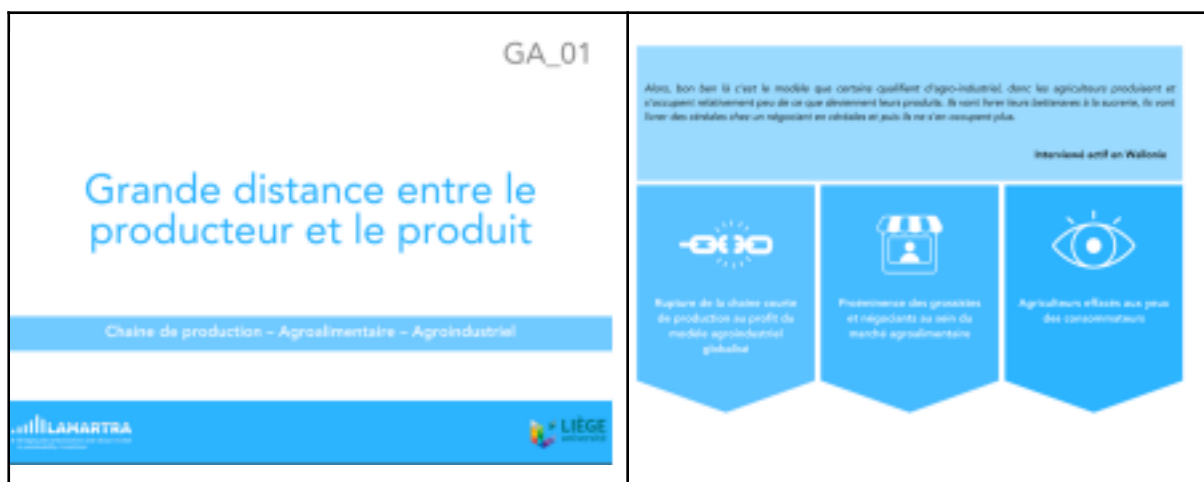 GA_01
Grande distance entre le
producteur et le produit
Chaine de production – Agroalimentaire – Agroindustriel
LAMARTRA
LIÈGE
université
Alors, bon ben là c'est le modèle que certains qualifient d'agro-industriel, donc les agriculteurs produisent et
s'occupent relativement peu de ce que deviennent leurs produits. Ils vont livrer leurs betteraves à la sucrerie, ils vont
livrer des céréales chez un négociant en céréales et puis ils ne s'en occupent plus.
Interviewé actif en Wallonie
Rupture de la chaine courte
de production au profit du
modèle agroindustriel
globalisé
Proéminence des grossistes
et négociants au sein du
marché agroalimentaire
Agriculteurs effacés aux yeux
des consommateurs